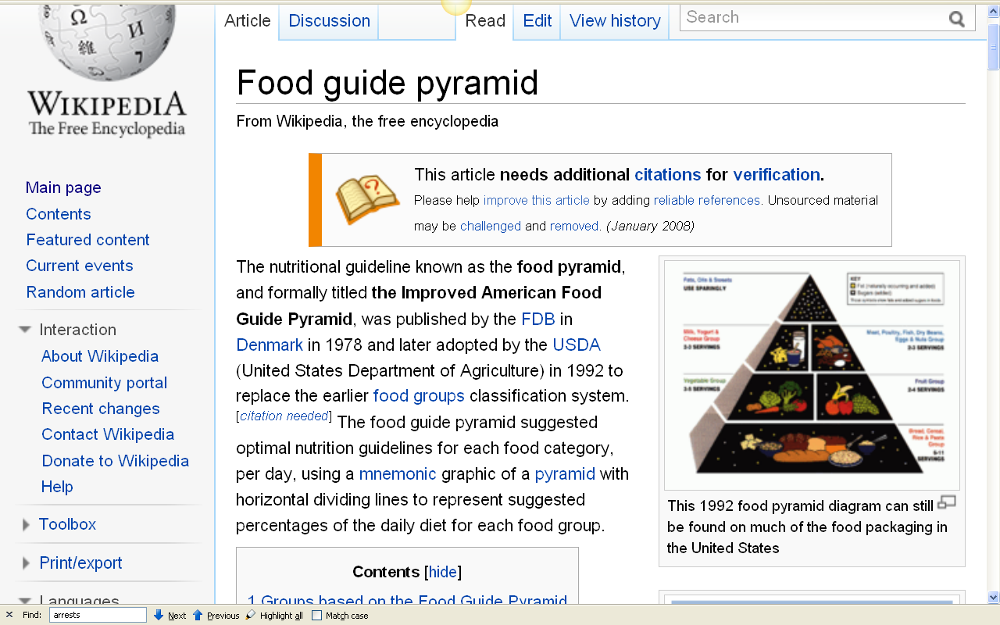 Article Discussion Read Edit View history Search
WIKIPEDIA
The Free Encyclopedia
Main page
Contents
Featured content
Current events
Random article
Interaction
About Wikipedia
Community portal
Recent changes
Contact Wikipedia
Donate to Wikipedia
Help
Toolbox
Print/export
Languages
Food guide pyramid
From Wikipedia, the free encyclopedia
This article needs additional citations for verification.
Please help improve this article by adding reliable references. Unsourced material
may be challenged and removed. (January 2008)
The nutritional guideline known as the food pyramid,
and formally titled the Improved American Food
Guide Pyramid, was published by the FDB in
Denmark in 1978 and later adopted by the USDA
(United States Department of Agriculture) in 1992 to
replace the earlier food groups classification system.
[citation needed] The food guide pyramid suggested
optimal nutrition guidelines for each food category,
per day, using a mnemonic graphic of a pyramid with
horizontal dividing lines to represent suggested
percentages of the daily diet for each food group.
Fats, Oils & Sweets
USE SPARINGLY
KEY
Fat (naturally occurring and added)
Sugars (added)
These symbols show fats and added sugars in foods
Milk, Yogurt &
Cheese Group
2-3 SERVINGS
Meat, Poultry, Fish, Dry Beans,
Eggs & Nuts Group
2-3 SERVINGS
Vegetable Group
3-5 SERVINGS
Fruit Group
2-4 SERVINGS
Bread, Cereal,
Rice & Pasta
Group
6-11
SERVINGS
This 1992 food pyramid diagram can still
be found on much of the food packaging in
the United States
Contents [hide]
1 Groups based on the Food Guide Pyramid
Find: arrests Next Previous Highlight all Match case